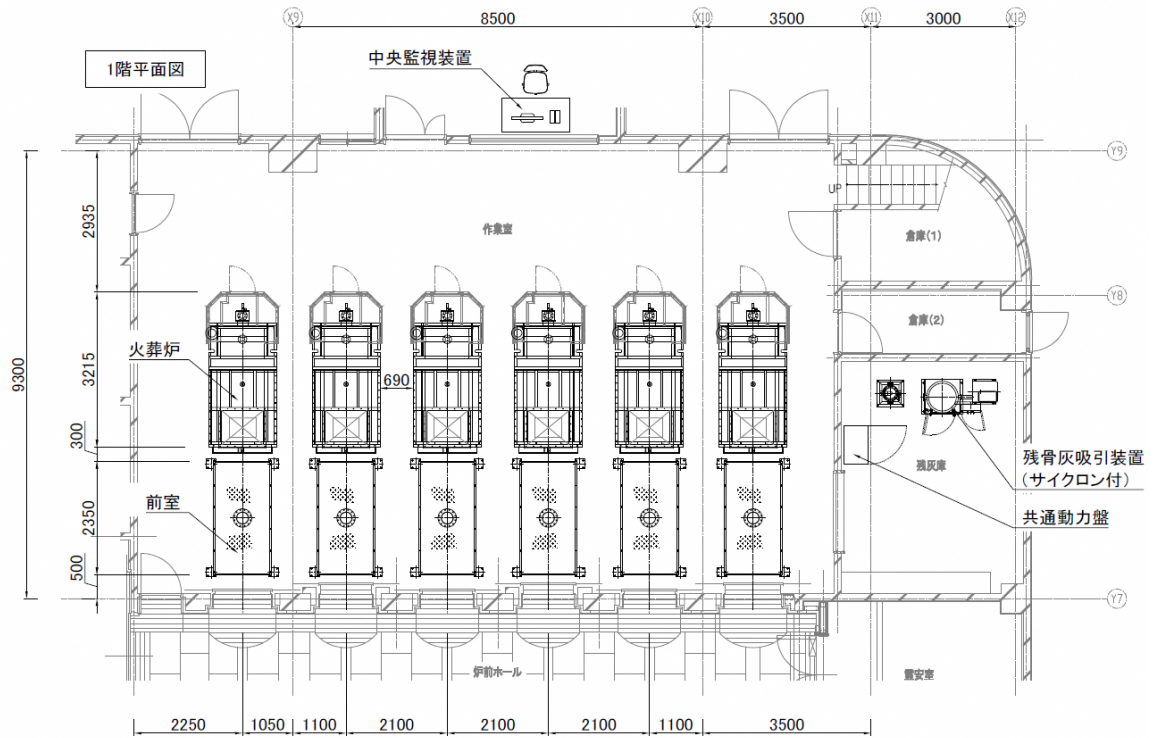 X9
X10
X11
X12
8500
3500
3000
1階平面図
中央監視装置
Y9
UP
2935
作業室
倉庫(1)
Y8
倉庫(2)
火葬炉
690
3215
9300
300
残骨灰吸引装置
(サイクロン付)
残灰庫
前室
共通動力盤
2350
500
Y7
炉前ホール
霊安室
2250
1050
1100
2100
2100
2100
1100
3500